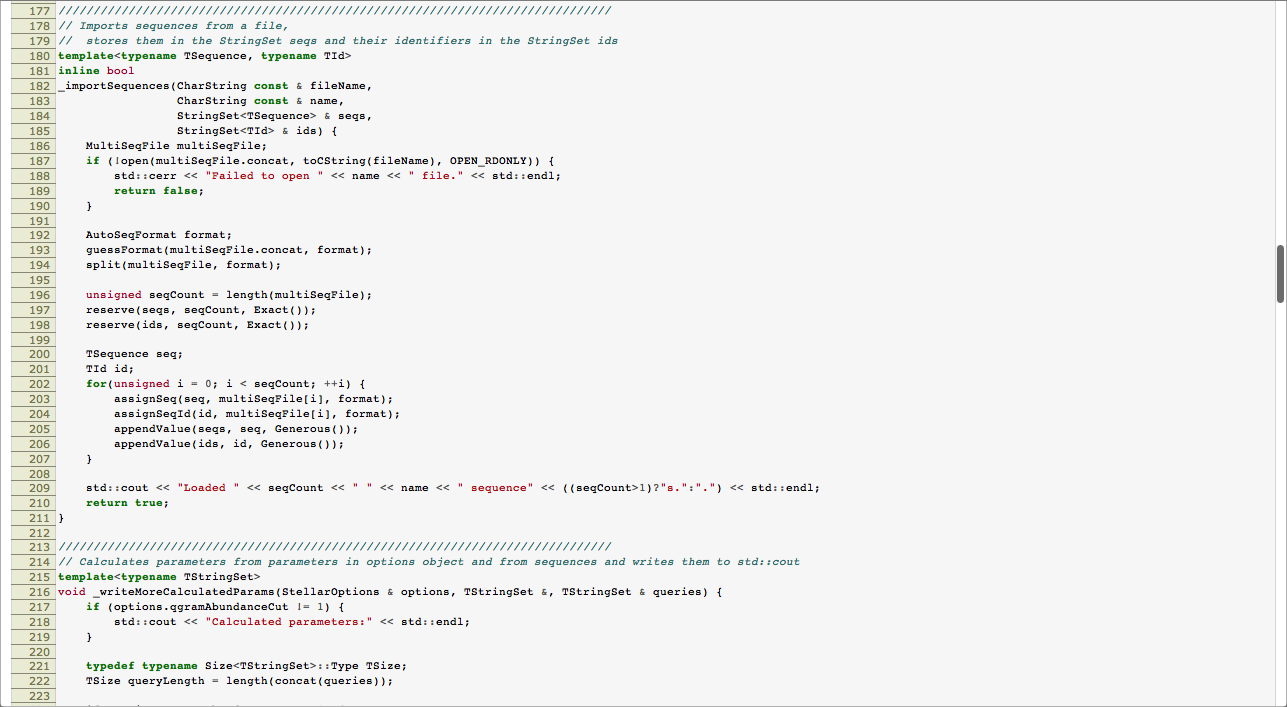 177 ///////////////////////////////////////////////////////////////////////////////
178 // Imports sequences from a file,
179 //  stores them in the StringSet seqs and their identifiers in the StringSet ids
180 template<typename TSequence, typename TId>
181 inline bool
182 _importSequences(CharString const & fileName,
183                  CharString const & name,
184                  StringSet<TSequence> & seqs,
185                  StringSet<TId> & ids) {
186     MultiSeqFile multiSeqFile;
187     if (!open(multiSeqFile.concat, toCString(fileName), OPEN_RDONLY)) {
188         std::cerr << "Failed to open " << name << " file." << std::endl;
189         return false;
190     }
191
192     AutoSeqFormat format;
193     guessFormat(multiSeqFile.concat, format);
194     split(multiSeqFile, format);
195
196     unsigned seqCount = length(multiSeqFile);
197     reserve(seqs, seqCount, Exact());
198     reserve(ids, seqCount, Exact());
199
200     TSequence seq;
201     TId id;
202     for(unsigned i = 0; i < seqCount; ++i) {
203         assignSeq(seq, multiSeqFile[i], format);
204         assignSeqId(id, multiSeqFile[i], format);
205         appendValue(seqs, seq, Generous());
206         appendValue(ids, id, Generous());
207     }
208
209     std::cout << "Loaded " << seqCount << " " << name << " sequence" << ((seqCount>1)?"s.":".") << std::endl;
210     return true;
211 }
212
213 ///////////////////////////////////////////////////////////////////////////////
214 // Calculates parameters from parameters in options object and from sequences and writes them to std::cout
215 template<typename TStringSet>
216 void _writeMoreCalculatedParams(StellarOptions & options, TStringSet &, TStringSet & queries) {
217     if (options.qgramAbundanceCut != 1) {
218         std::cout << "Calculated parameters:" << std::endl;
219     }
220
221     typedef typename Size<TStringSet>::Type TSize;
222     TSize queryLength = length(concat(queries));
223